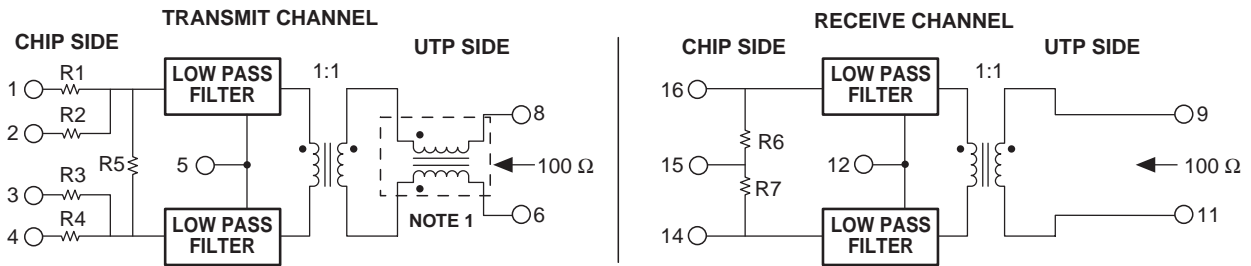 TRANSMIT CHANNEL
CHIP SIDE
UTP SIDE
1
R1
2
R2
3
R3
4
R4
R5
LOW PASS
FILTER
5
LOW PASS
FILTER
1:1
8
100 Ω
6
NOTE 1
RECEIVE CHANNEL
CHIP SIDE
UTP SIDE
16
R6
15
R7
14
LOW PASS
FILTER
12
LOW PASS
FILTER
1:1
9
100 Ω
11